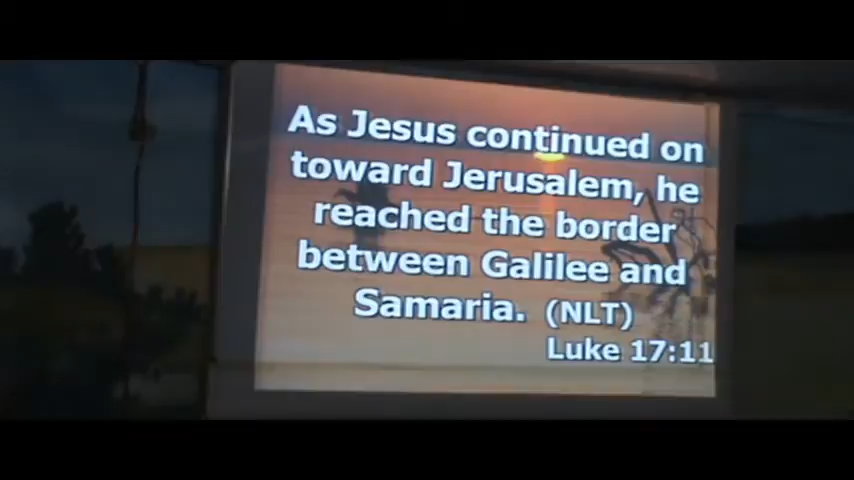 As Jesus continued on
toward Jerusalem, he
reached the border
between Galilee and
Samaria. (NLT)
Luke 17:11